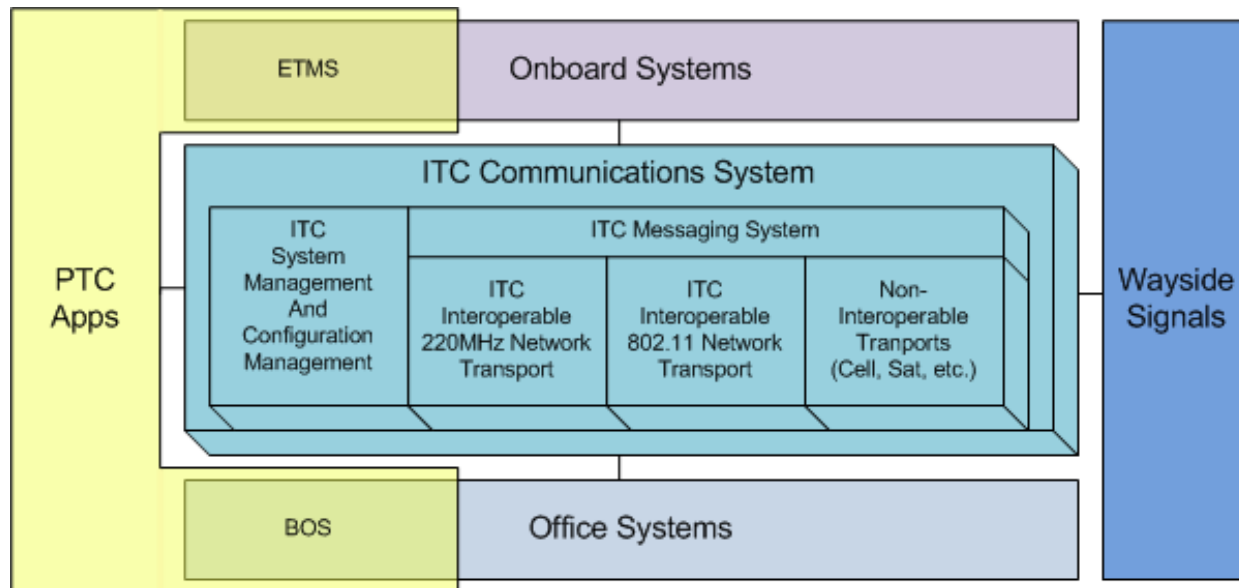 ETMS
Onboard Systems
PTC
Apps
ITC Communications System
ITC
System
Management
And
Configuration
Management
ITC Messaging System
ITC
Interoperable
220MHz Network
Transport
ITC
Interoperable
802.11 Network
Transport
Non-
Interoperable
Tranports
(Cell, Sat, etc.)
Wayside
Signals
BOS
Office Systems